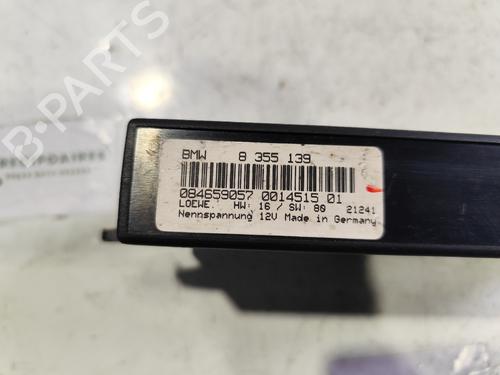 B-PARTS
BMW 8 355 139
084659057 0014515 01
LOEWE. HW: 16 / SW: 80 21241
Nennspannung 12V Made in Germany